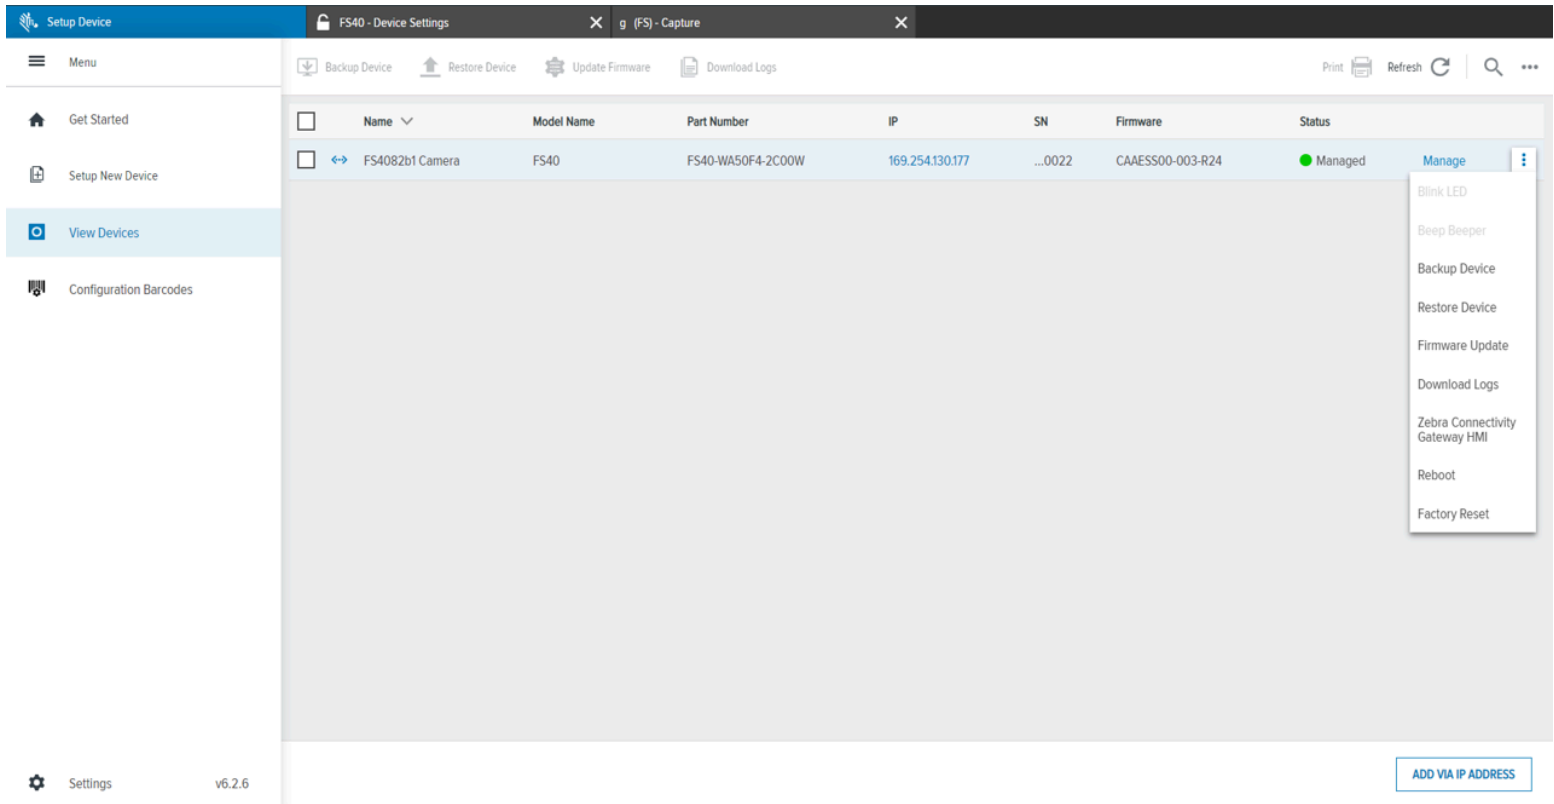 Setup Device
FS40 - Device Settings
g (FS) - Capture
Menu
Backup Device
Restore Device
Update Firmware
Download Logs
Print
Refresh
Get Started
Setup New Device
View Devices
Configuration Barcodes
Name Model Name Part Number IP SN Firmware Status
FS4082b1 Camera FS40 FS40-WA50F4-2C00W 169.254.130.177 ...0022 CAAESS00-003-R24 Managed Manage
Blink LED
Beep Beeper
Backup Device
Restore Device
Firmware Update
Download Logs
Zebra Connectivity
Gateway HMI
Reboot
Factory Reset
Settings v6.2.6
ADD VIA IP ADDRESS